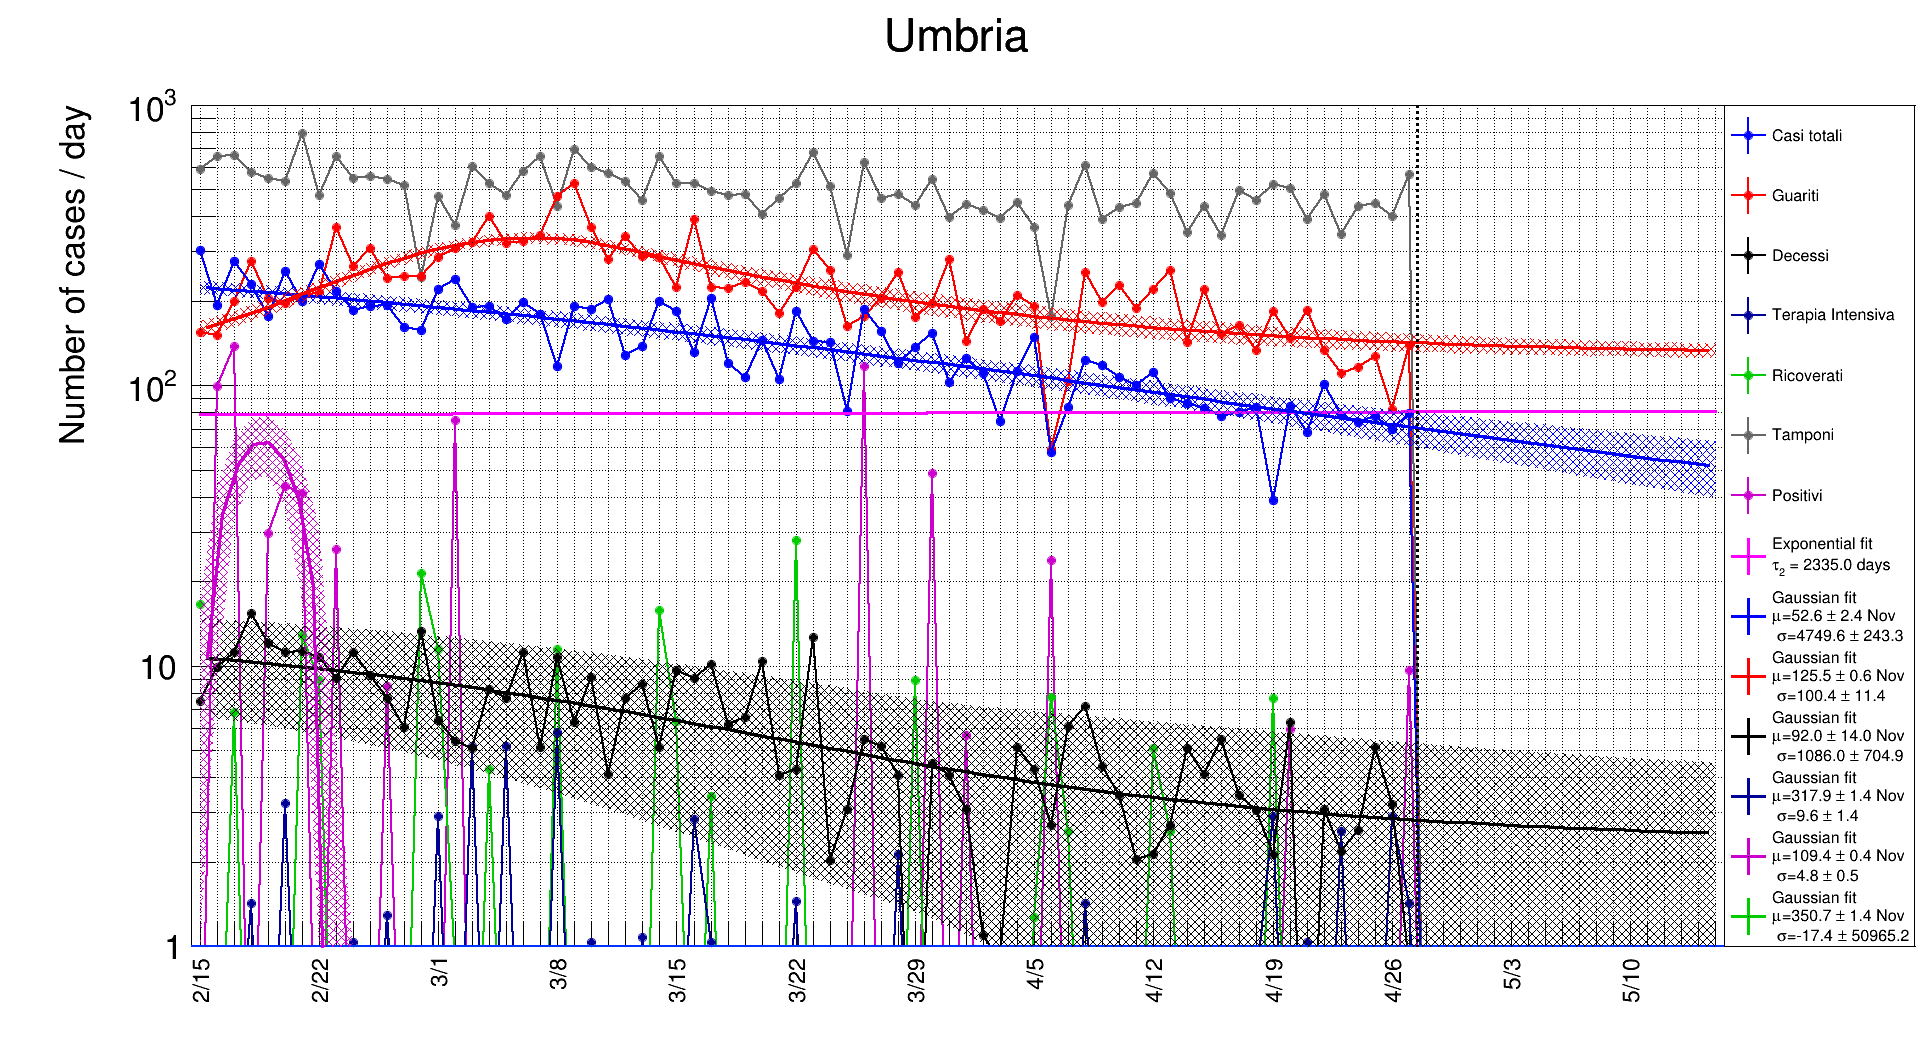 Umbria
Number of cases / day
10³
10²
10
1
2/15
2/22
3/1
3/8
3/15
3/22
3/29
4/5
4/12
4/19
4/26
5/3
5/10
Casi totali
Guariti
Decessi
Terapia Intensiva
Ricoverati
Tamponi
Positivi
Exponential fit
τ₂ = 2335.0 days
Gaussian fit
μ=52.6 ± 2.4 Nov
σ=4749.6 ± 243.3
Gaussian fit
μ=125.5 ± 0.6 Nov
σ=100.4 ± 11.4
Gaussian fit
μ=92.0 ± 14.0 Nov
σ=1086.0 ± 704.9
Gaussian fit
μ=317.9 ± 1.4 Nov
σ=9.6 ± 1.4
Gaussian fit
μ=109.4 ± 0.4 Nov
σ=4.8 ± 0.5
Gaussian fit
μ=350.7 ± 1.4 Nov
σ=-17.4 ± 50965.2